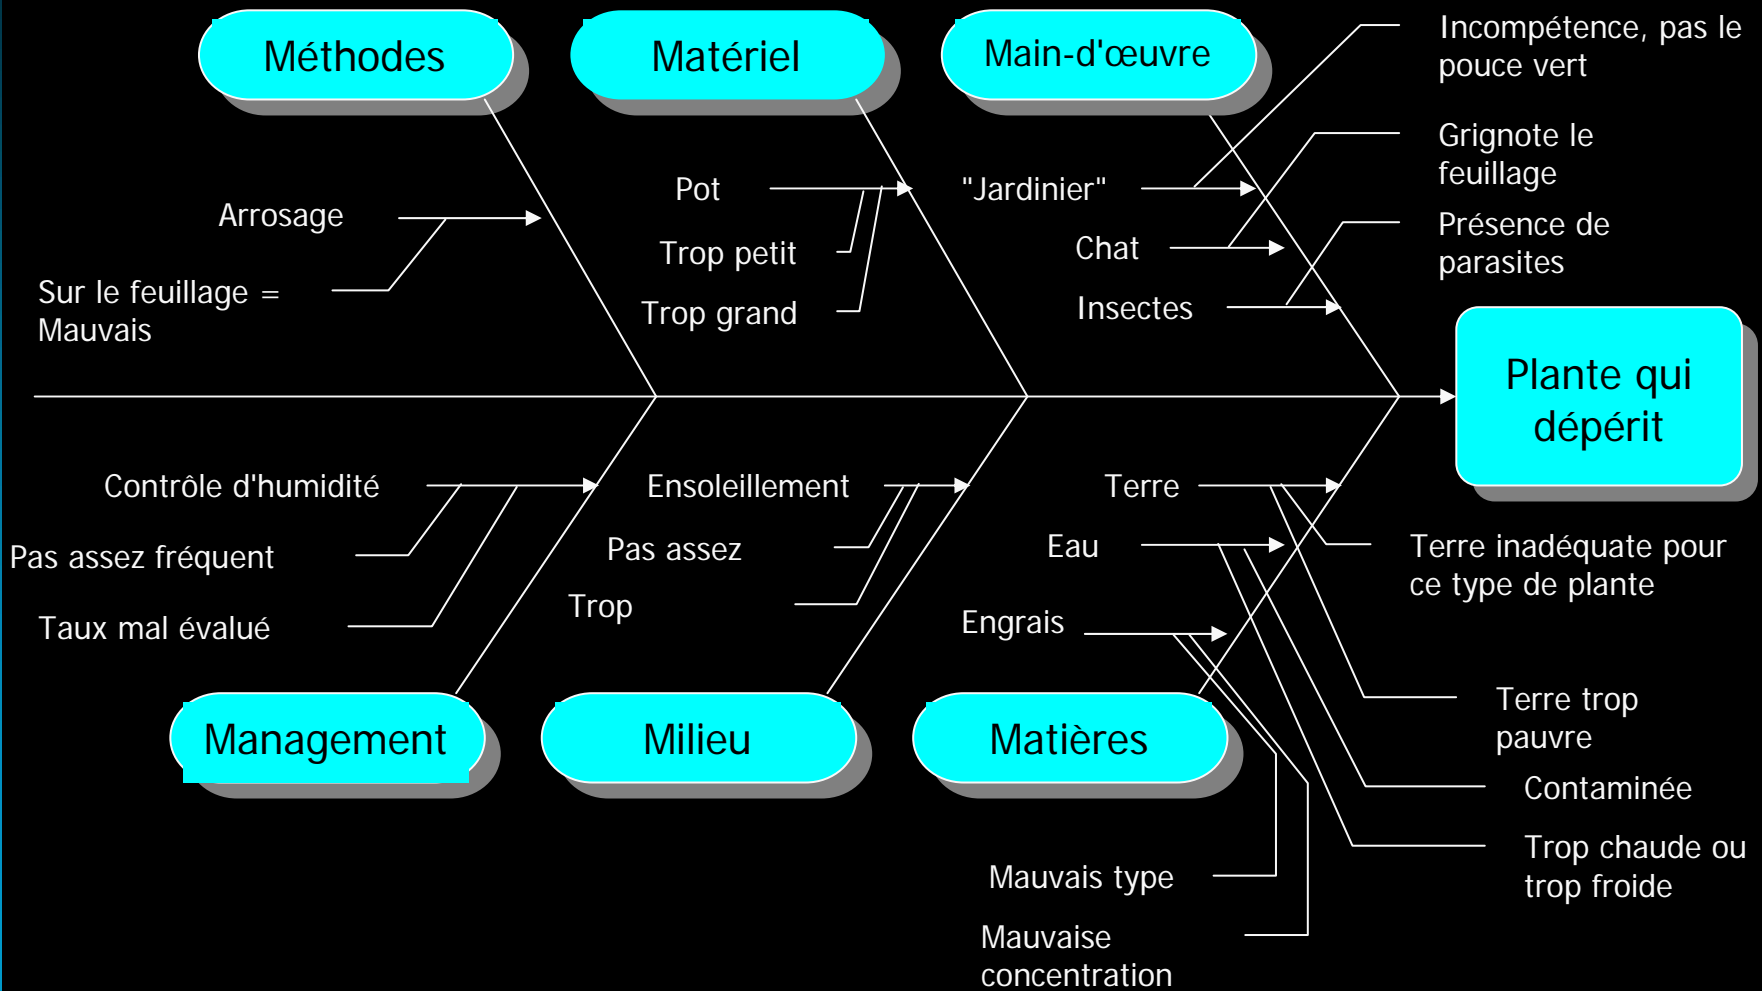 Méthodes
Matériel
Main-d'œuvre
Incompétence, pas le
pouce vert
Grignote le
feuillage
Présence de
parasites
Arrosage
Sur le feuillage =
Mauvais
Pot
Trop petit
Trop grand
"Jardinier"
Chat
Insectes
Plante qui
dépérit
Contrôle d'humidité
Pas assez fréquent
Taux mal évalué
Ensoleillement
Pas assez
Trop
Terre
Eau
Engrais
Terre inadéquate pour
ce type de plante
Terre trop
pauvre
Contaminée
Trop chaude ou
trop froide
Management
Milieu
Matières
Mauvais type
Mauvaise
concentration